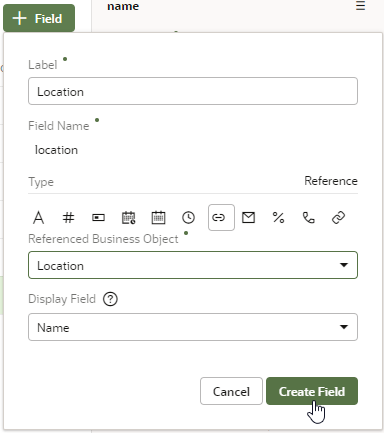 name
+ Field
Label
Location
Field Name
location
Type Reference
A # %
Referenced Business Object
Location
Display Field ?
Name
Cancel Create Field